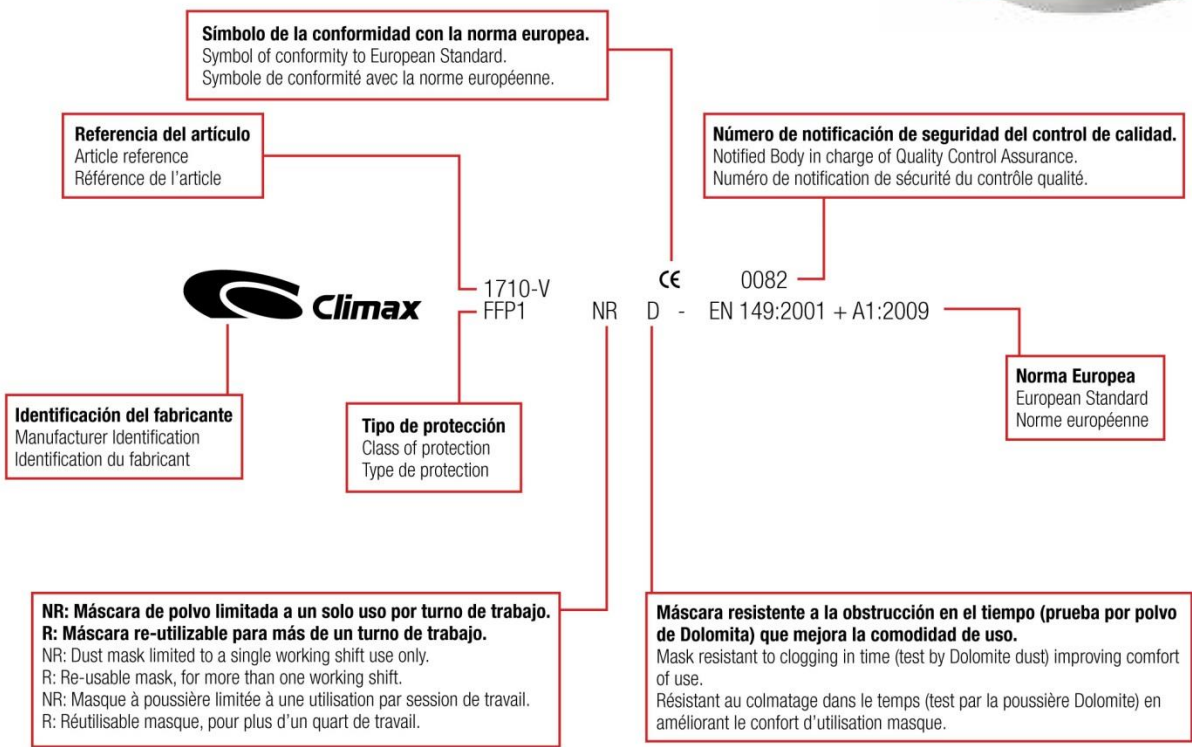 Símbolo de la conformidad con la norma europea.
Symbol of conformity to European Standard.
Symbole de conformité avec la norme européenne.
Referencia del artículo
Article reference
Référence de l'article
Número de notificación de seguridad del control de calidad.
Notified Body in charge of Quality Control Assurance.
Numéro de notification de sécurité du contrôle qualité.
Climax
1710-V CE 0082
FFP1 NR D - EN 149:2001 + A1:2009
Identificación del fabricante
Manufacturer Identification
Identification du fabricant
Tipo de protección
Class of protection
Type de protection
Norma Europea
European Standard
Norme européenne
NR: Máscara de polvo limitada a un solo uso por turno de trabajo.
R: Máscara re-utilizable para más de un turno de trabajo.
NR: Dust mask limited to a single working shift use only.
R: Re-usable mask, for more than one working shift.
NR: Masque à poussière limitée à une utilisation par session de travail.
R: Réutilisable masque, pour plus d'un quart de travail.
Máscara resistente a la obstrucción en el tiempo (prueba por polvo
de Dolomita) que mejora la comodidad de uso.
Mask resistant to clogging in time (test by Dolomite dust) improving comfort
of use.
Résistant au colmatage dans le temps (test par la poussière Dolomite) en
améliorant le confort d'utilisation masque.